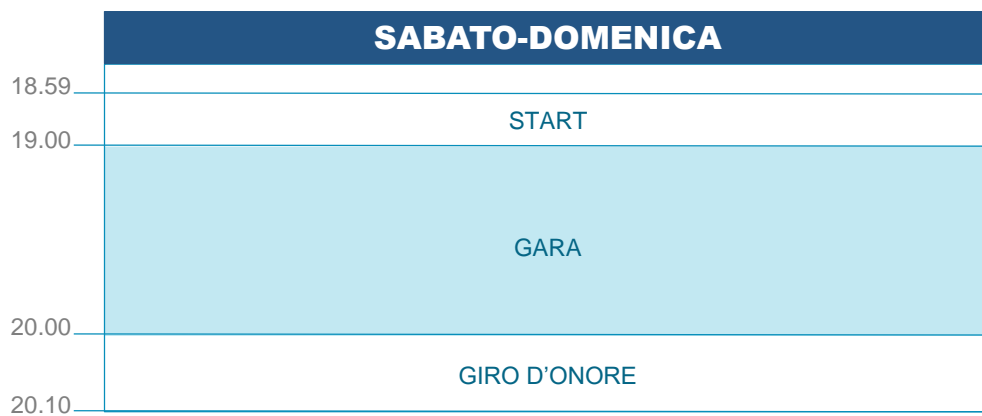 SABATO-DOMENICA
18.59
START
19.00
GARA
20.00
GIRO D’ONORE
20.10